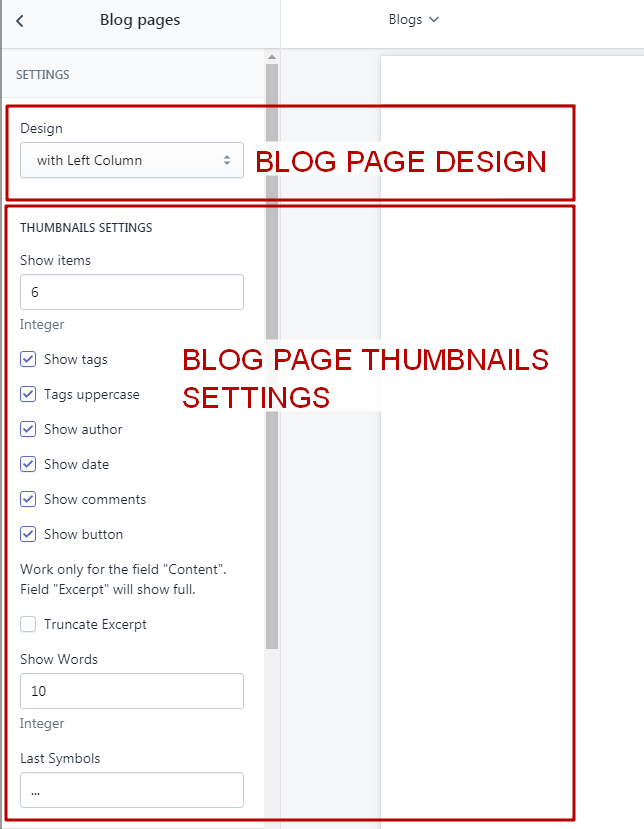 Blog pages
Blogs
SETTINGS
Design
with Left Column
BLOG PAGE DESIGN
THUMBNAILS SETTINGS
Show items
6
Integer
Show tags
BLOG PAGE THUMBNAILS
SETTINGS
Tags uppercase
Show author
Show date
Show comments
Show button
Work only for the field "Content".
Field "Excerpt" will show full.
Truncate Excerpt
Show Words
10
Integer
Last Symbols
...